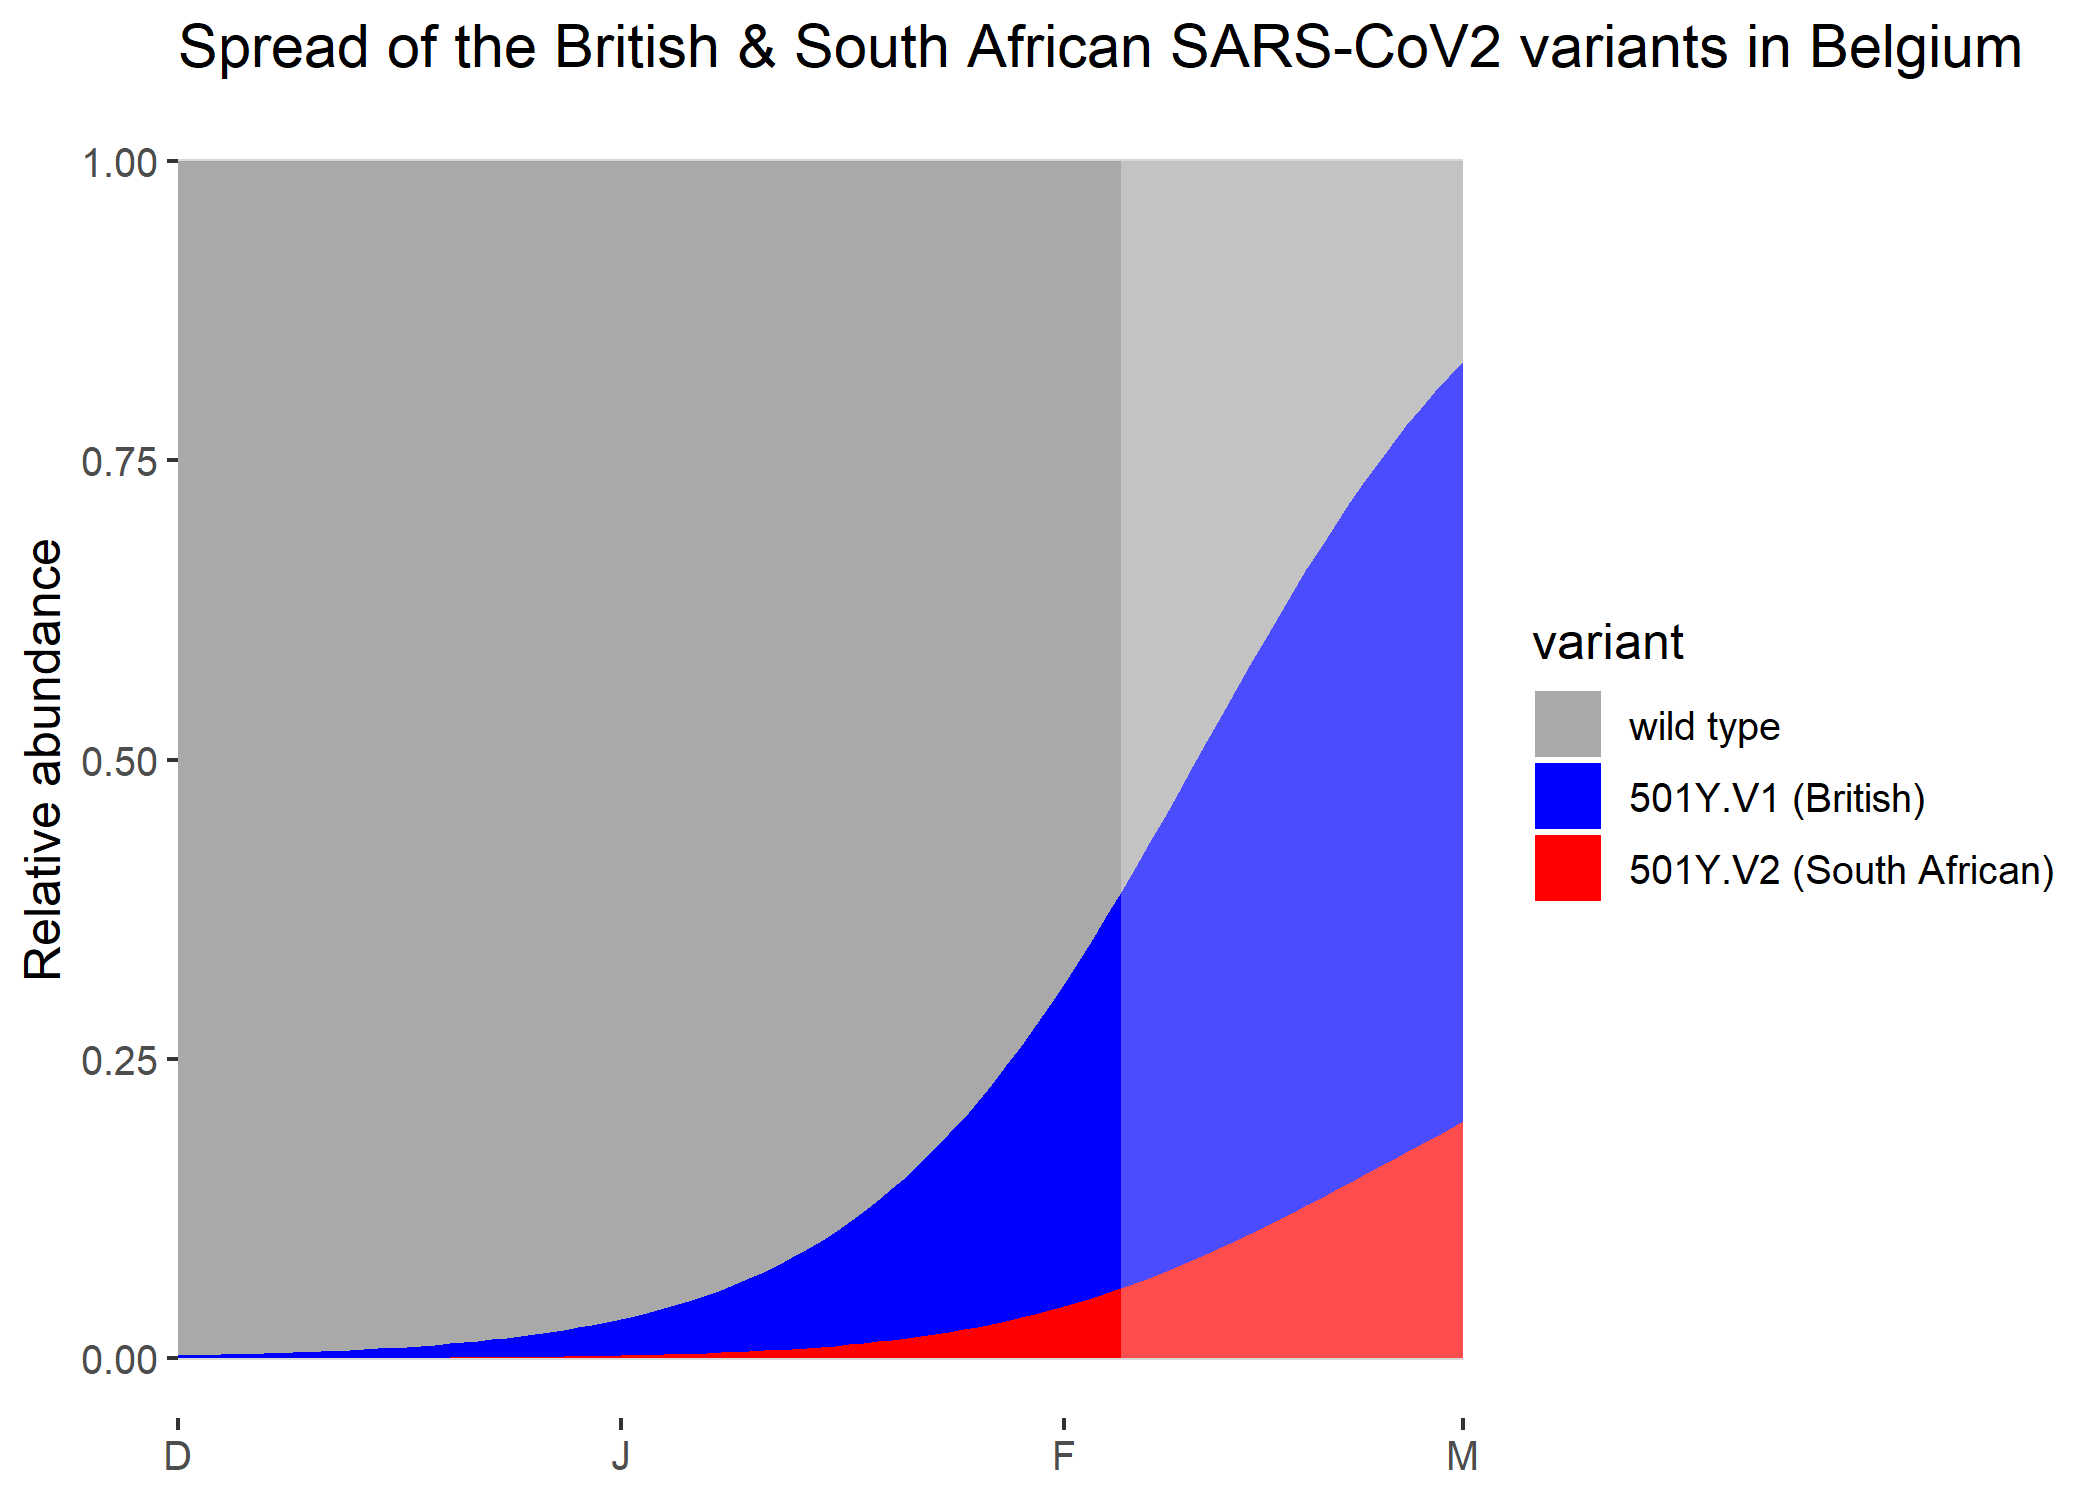 Spread of the British & South African SARS-CoV2 variants in Belgium
Relative abundance
1.00
0.75
0.50
0.25
0.00
D J F M
variant
wild type
501Y.V1 (British)
501Y.V2 (South African)